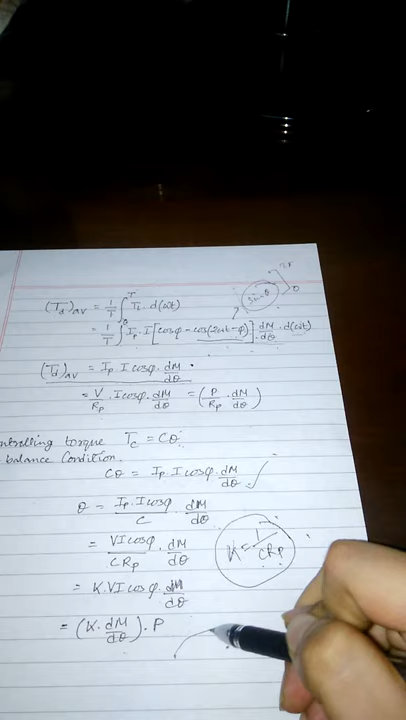 (Td)AV = 1/T ∫₀ᵀ Td · d(ωt)
= 1/T ∫ Ip·I [cosφ − cos(2ωt−φ)] · dM/dθ · d(ωt)
(Td)AV = Ip·I cosφ · dM/dθ
= V/Rp · I cosφ · dM/dθ = (P/Rp · dM/dθ)
ntrolling torque Tc = Cθ
balance Condition.
Cθ = Ip I cosφ · dM/dθ ✓
θ = Ip·I cosφ/C · dM/dθ
= VI cosφ/CRp · dM/dθ
K = 1/CRp
= K·VI cosφ · dM/dθ
= (K·dM/dθ)·P